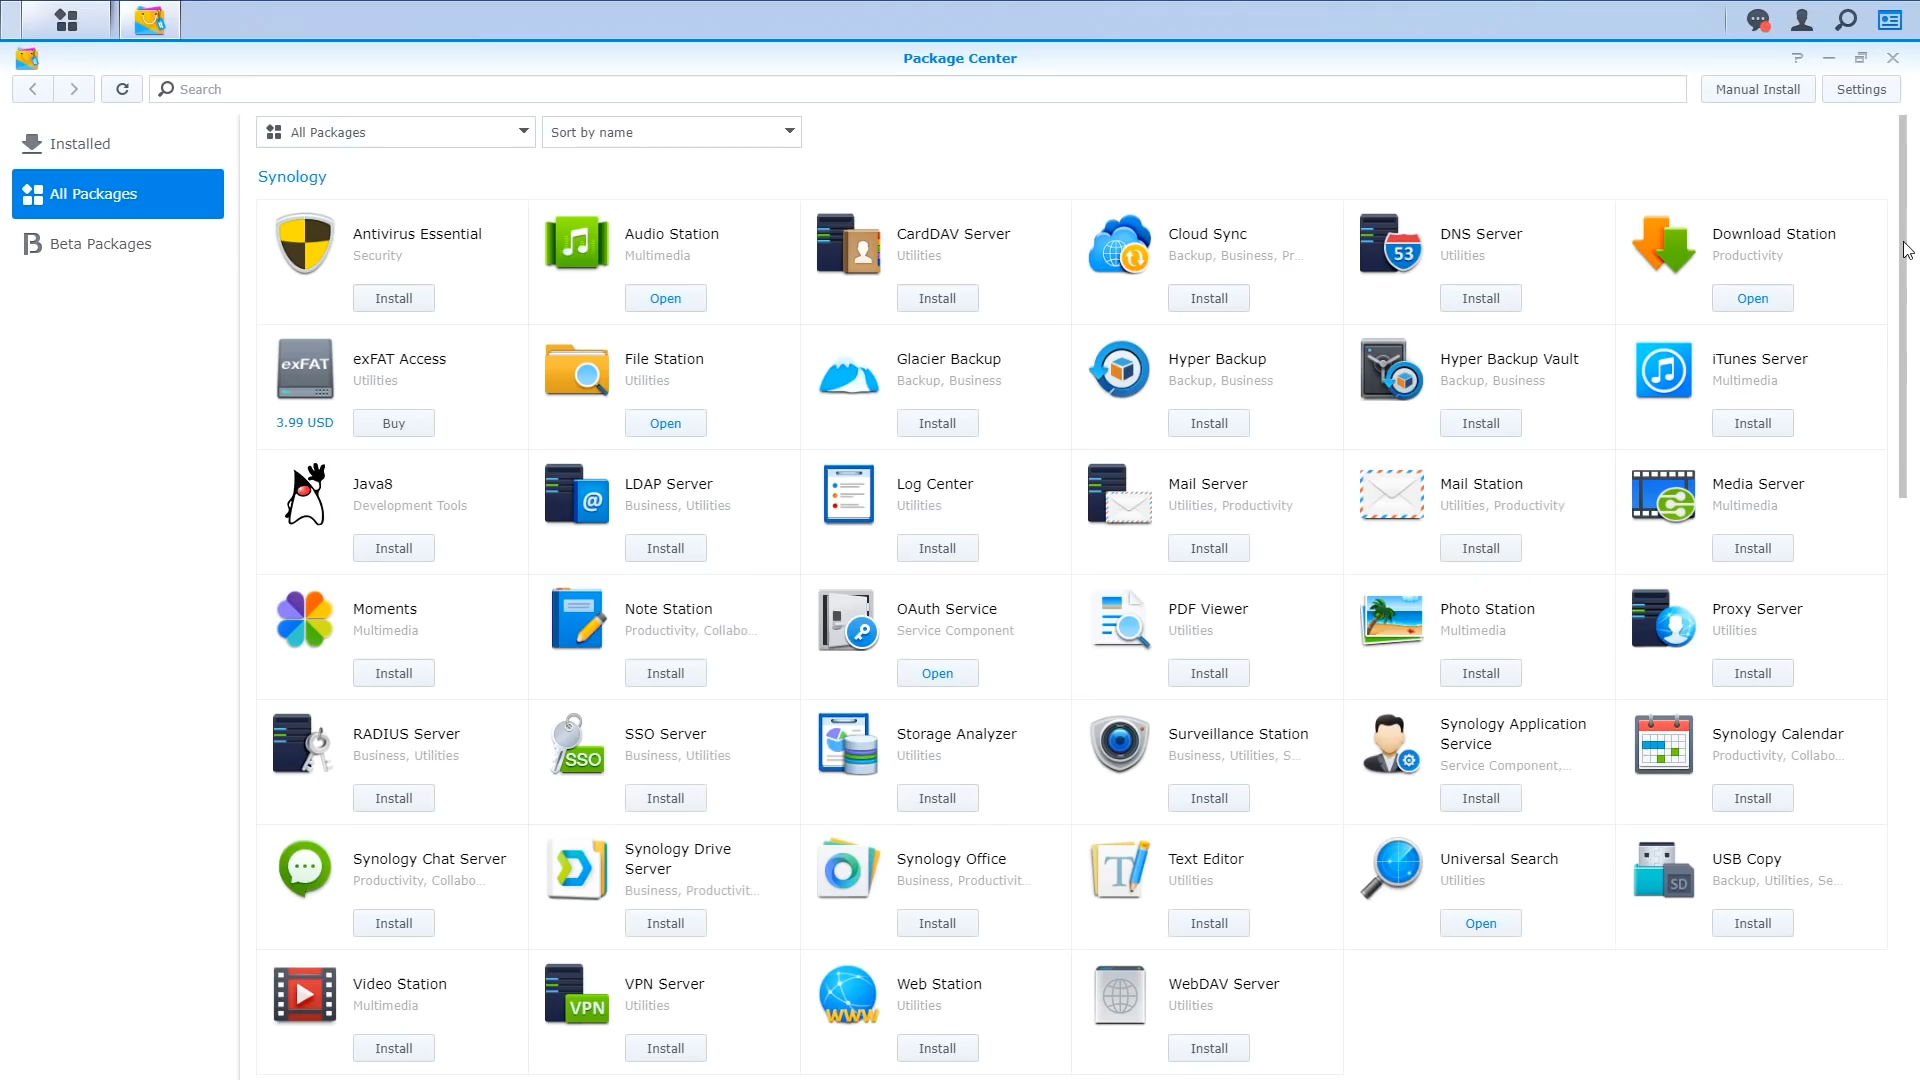 Package Center
Search
Manual Install
Settings
Installed
All Packages
Beta Packages
All Packages
Sort by name
Synology
Antivirus Essential
Security
Install
Audio Station
Multimedia
Open
CardDAV Server
Utilities
Install
Cloud Sync
Backup, Business, Pr...
Install
53
DNS Server
Utilities
Install
Download Station
Productivity
Open
exFAT
exFAT Access
Utilities
3.99 USD
Buy
File Station
Utilities
Open
Glacier Backup
Backup, Business
Install
Hyper Backup
Backup, Business
Install
Hyper Backup Vault
Backup, Business
Install
iTunes Server
Multimedia
Install
Java8
Development Tools
Install
@
LDAP Server
Business, Utilities
Install
Log Center
Utilities
Install
Mail Server
Utilities, Productivity
Install
Mail Station
Utilities, Productivity
Install
Media Server
Multimedia
Install
Moments
Multimedia
Install
Note Station
Productivity, Collabo...
Install
OAuth Service
Service Component
Open
PDF Viewer
Utilities
Install
Photo Station
Multimedia
Install
Proxy Server
Utilities
Install
RADIUS Server
Business, Utilities
Install
SSO
SSO Server
Business, Utilities
Install
Storage Analyzer
Utilities
Install
Surveillance Station
Business, Utilities, S...
Install
Synology Application
Service
Service Component,...
Install
Synology Calendar
Productivity, Collabo...
Install
Synology Chat Server
Productivity, Collabo...
Install
Synology Drive
Server
Business, Productivit...
Install
Synology Office
Business, Productivit...
Install
T
Text Editor
Utilities
Install
Universal Search
Utilities
Open
SD
USB Copy
Backup, Utilities, Se...
Install
Video Station
Multimedia
Install
VPN
VPN Server
Utilities
Install
WWW
Web Station
Utilities
Install
WebDAV Server
Utilities
Install